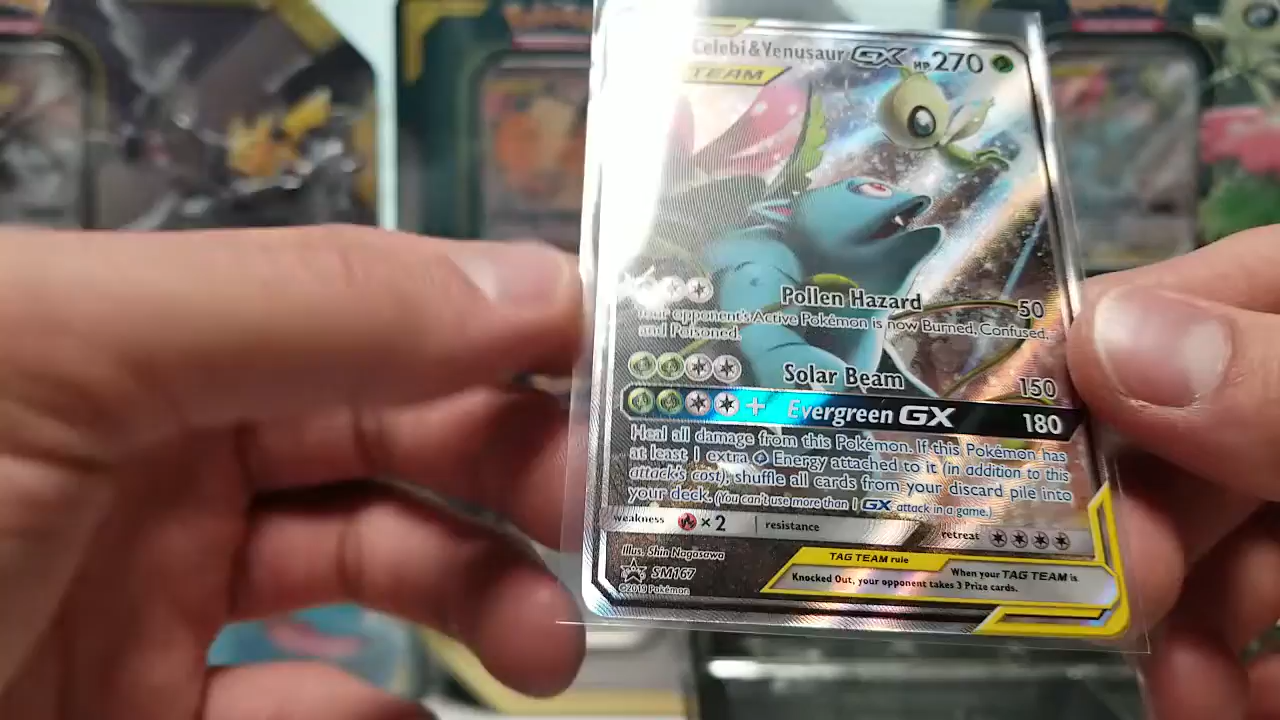 Celebi & Venusaur GX HP 270
TEAM
Pollen Hazard 50
Your opponent's Active Pokémon is now Burned, Confused,
and Poisoned.
Solar Beam 150
+ Evergreen GX 180
Heal all damage from this Pokémon. If this Pokémon has
at least 1 extra Energy attached to it (in addition to this
attack's cost), shuffle all cards from your discard pile into
your deck. (You can't use more than 1 GX attack in a game.)
weakness ×2 resistance
retreat
Illus. Shin Nagasawa
SM167
©2019 Pokémon
TAG TEAM rule
When your TAG TEAM is
Knocked Out, your opponent takes 3 Prize cards.